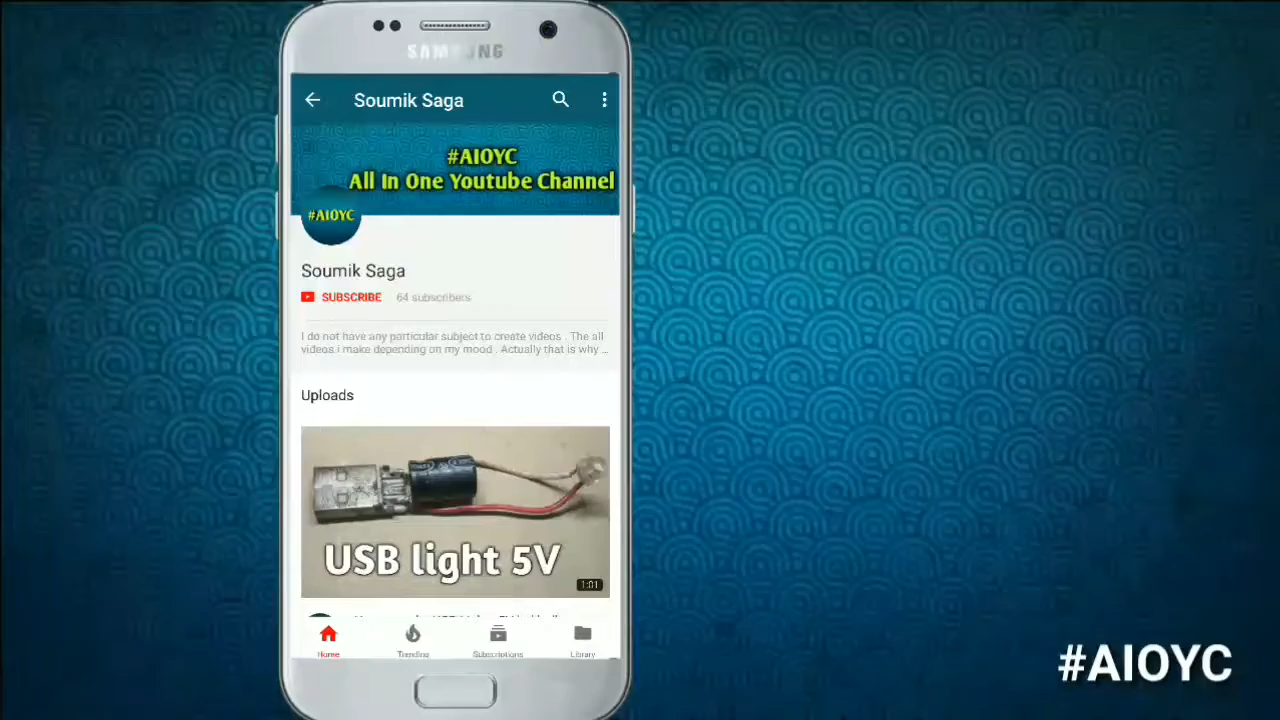 SAMSUNG
Soumik Saga
#AIOYC
All In One Youtube Channel
#AIOYC
Soumik Saga
SUBSCRIBE 64 subscribers
I do not have any particular subject to create videos . The all
videos i make depending on my mood . Actually that is why ...
Uploads
USB light 5V
1:01
Home Trending Subscriptions Library
#AIOYC